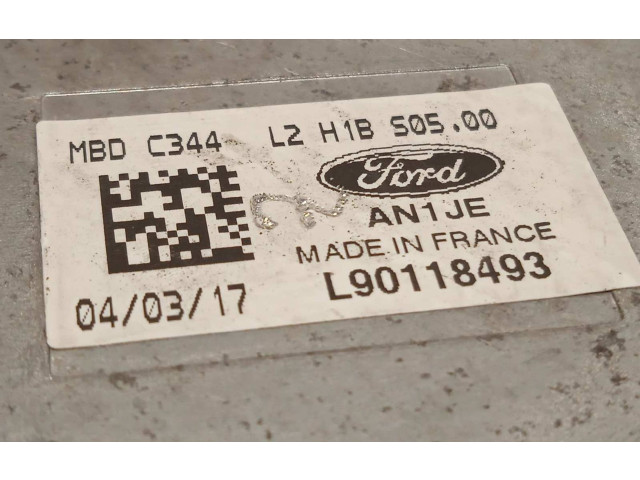 MBD C344 L2 H1B S05.00
Ford
AN1JE
MADE IN FRANCE
L90118493
04/03/17